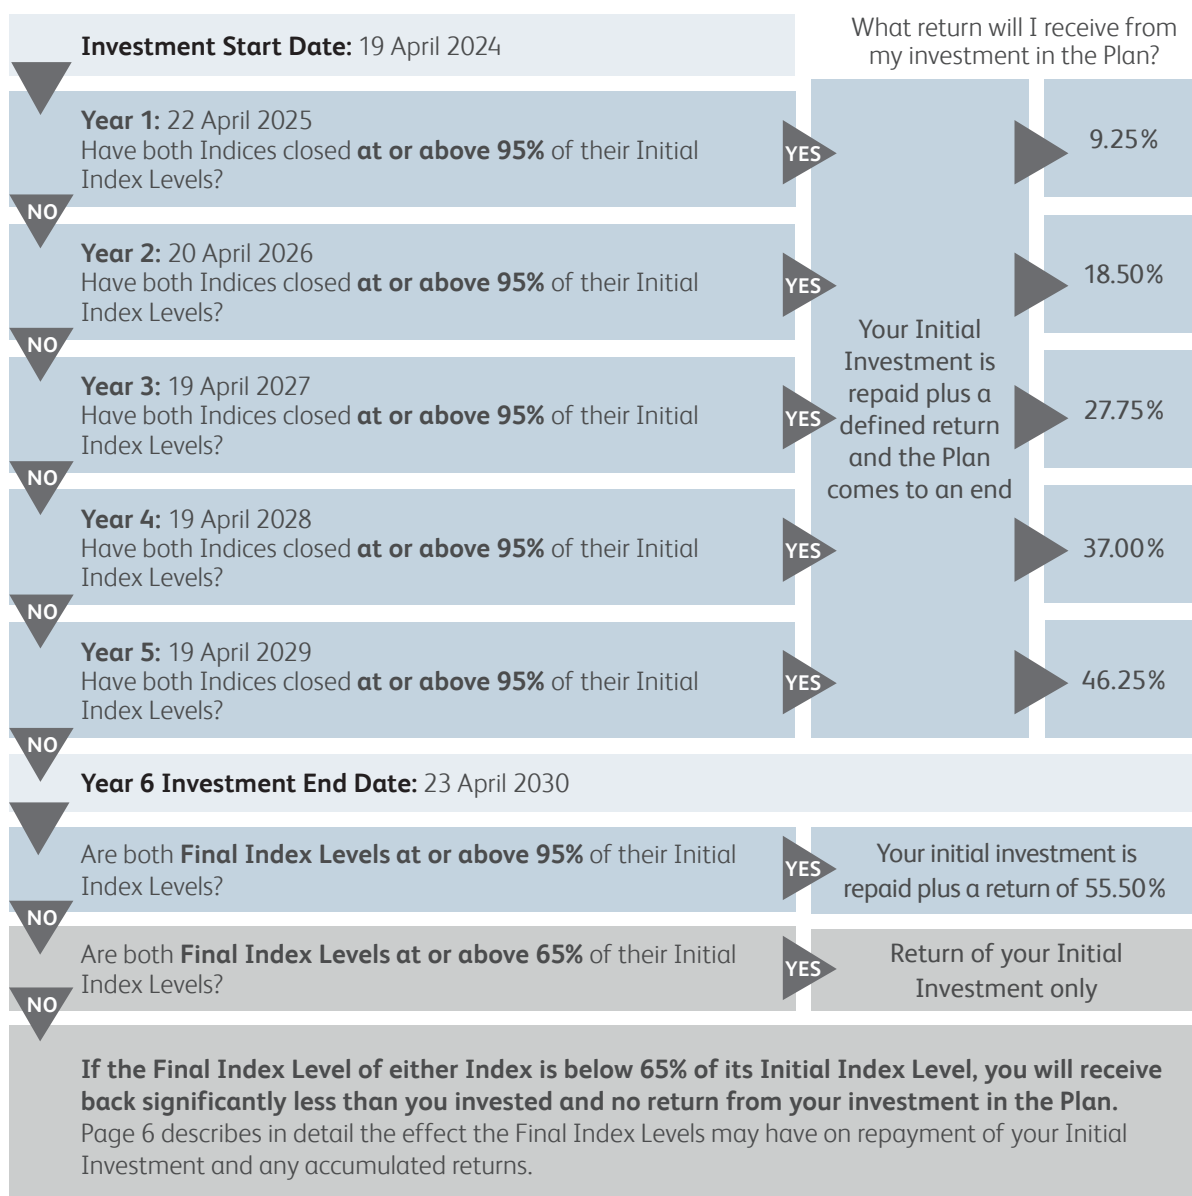 What return will I receive from
my investment in the Plan?
Investment Start Date: 19 April 2024
Year 1: 22 April 2025
Have both Indices closed at or above 95% of their Initial
Index Levels?
YES
9.25%
NO
Year 2: 20 April 2026
Have both Indices closed at or above 95% of their Initial
Index Levels?
YES
18.50%
NO
Year 3: 19 April 2027
Have both Indices closed at or above 95% of their Initial
Index Levels?
YES
27.75%
NO
Year 4: 19 April 2028
Have both Indices closed at or above 95% of their Initial
Index Levels?
YES
37.00%
NO
Year 5: 19 April 2029
Have both Indices closed at or above 95% of their Initial
Index Levels?
YES
46.25%
Your Initial
Investment is
repaid plus a
defined return
and the Plan
comes to an end
NO
Year 6 Investment End Date: 23 April 2030
Are both Final Index Levels at or above 95% of their Initial
Index Levels?
YES
Your initial investment is
repaid plus a return of 55.50%
NO
Are both Final Index Levels at or above 65% of their Initial
Index Levels?
YES
Return of your Initial
Investment only
NO
If the Final Index Level of either Index is below 65% of its Initial Index Level, you will receive
back significantly less than you invested and no return from your investment in the Plan.
Page 6 describes in detail the effect the Final Index Levels may have on repayment of your Initial
Investment and any accumulated returns.